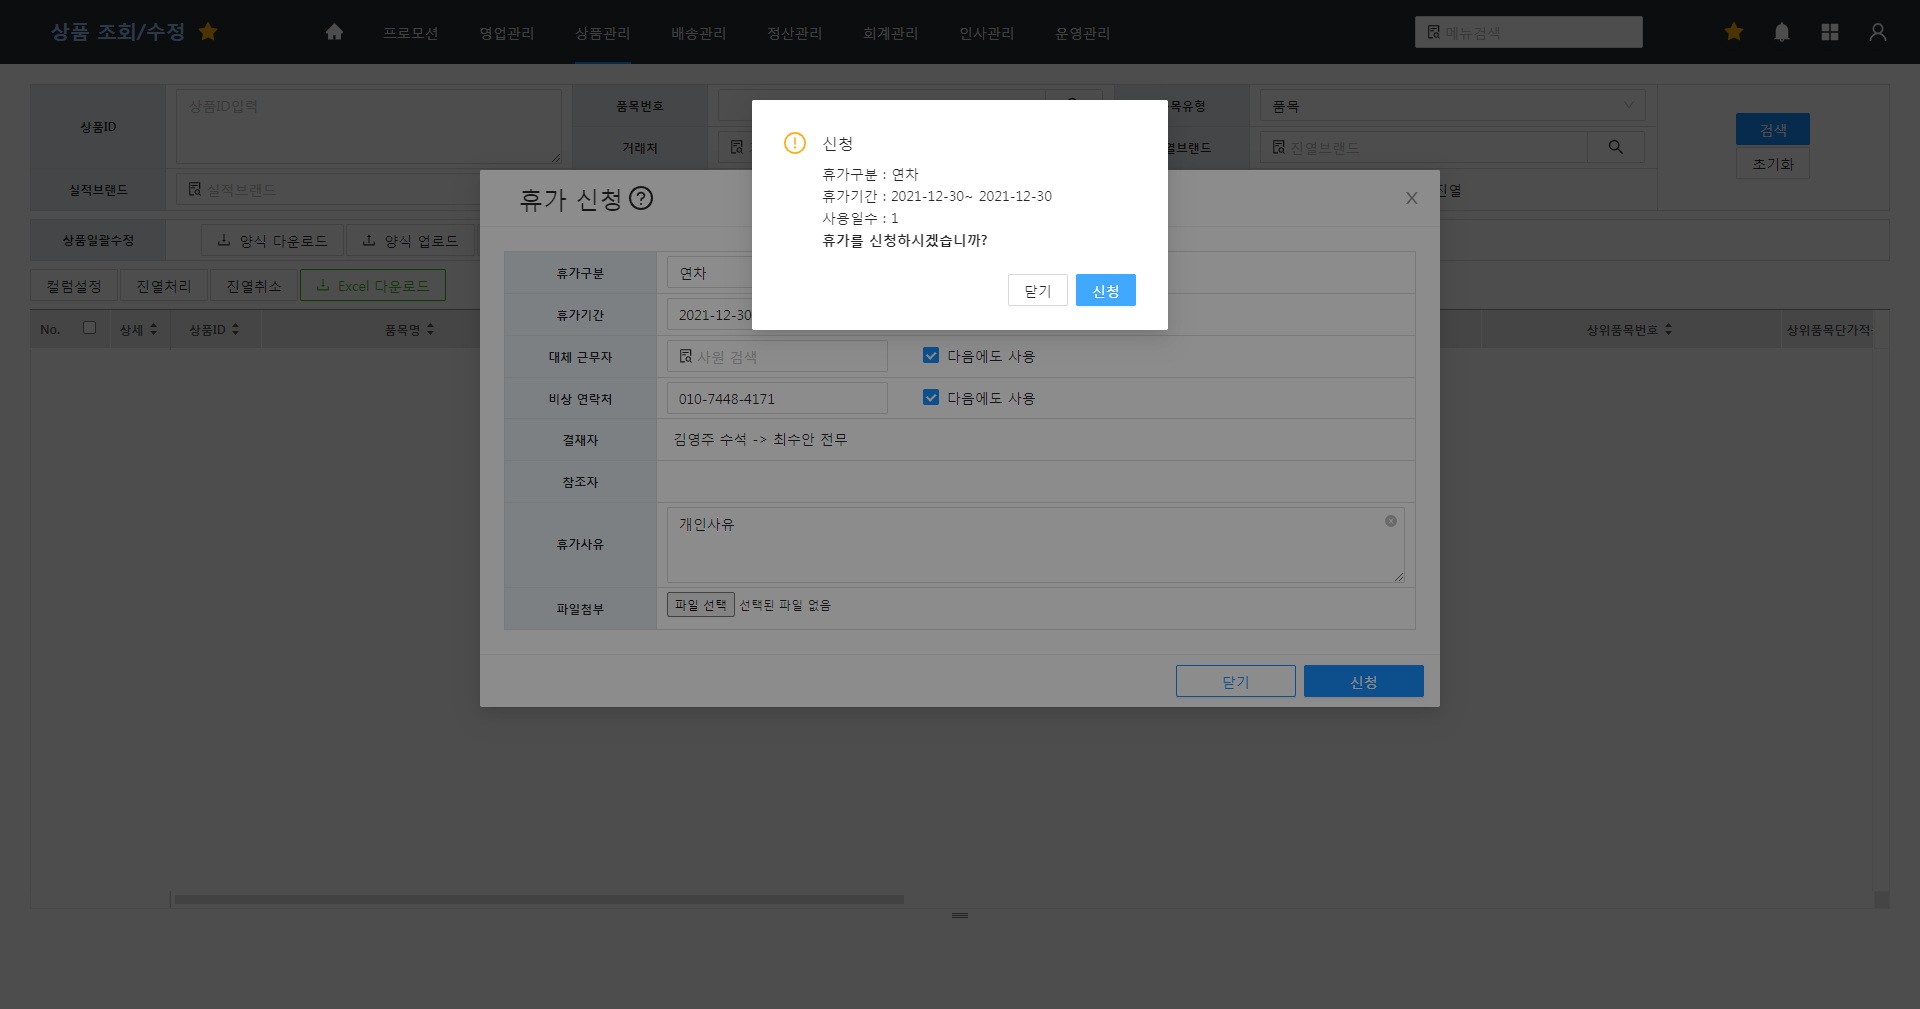 상품 조회/수정
프로모션 영업관리 상품관리 배송관리 정산관리 회계관리 인사관리 운영관리
메뉴검색
상품ID
상품ID입력
품목번호
목유형
품목
검색
거래처
열브랜드
진열브랜드
초기화
실적브랜드
실적브랜드
진열
상품일괄수정
양식 다운로드
양식 업로드
컬럼설정
진열처리
진열취소
Excel 다운로드
No. 상세 상품ID 품목명 상위품목번호 상위품목단가적
신청
휴가구분 : 연차
휴가기간 : 2021-12-30~ 2021-12-30
사용일수 : 1
휴가를 신청하시겠습니까?
닫기
신청
휴가 신청
휴가구분
연차
휴가기간
2021-12-30
대체 근무자
사원 검색
다음에도 사용
비상 연락처
010-7448-4171
다음에도 사용
결재자
김영주 수석 -> 최수안 전무
참조자
휴가사유
개인사유
파일첨부
파일 선택 선택된 파일 없음
닫기
신청